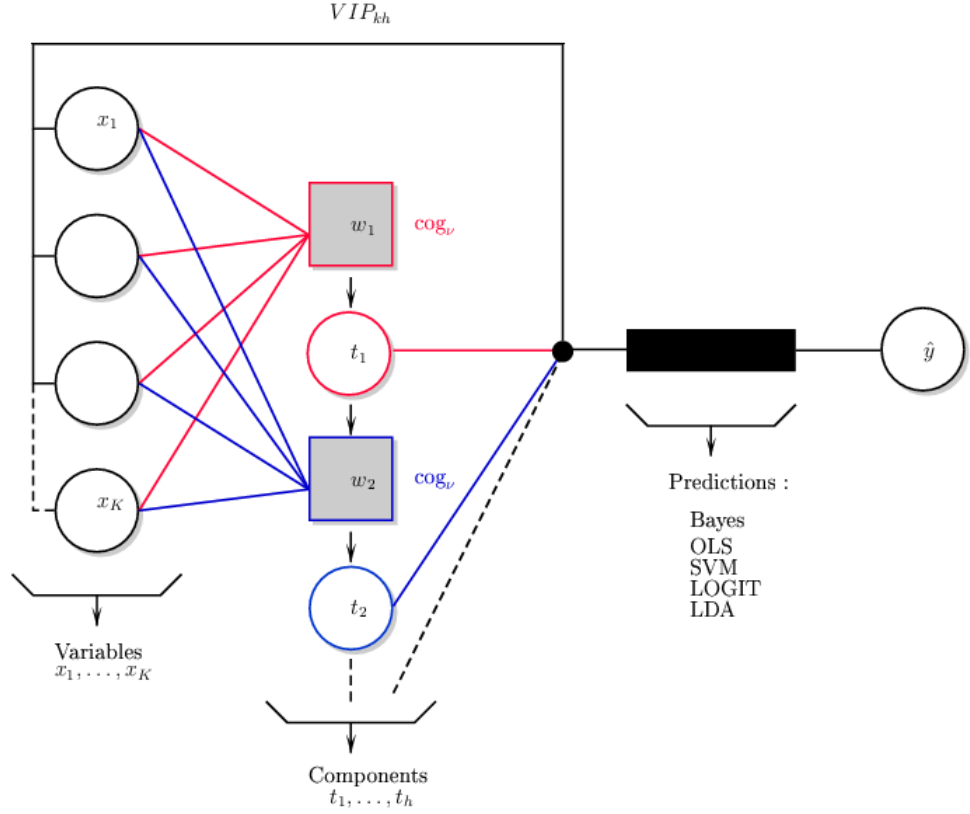 VIP_{kh}
x_1
w_1
cog_ν
t_1
ŷ
w_2
cog_ν
x_K
Predictions :
Bayes
OLS
SVM
LOGIT
LDA
t_2
Variables
x_1, . . . , x_K
Components
t_1, . . . , t_h